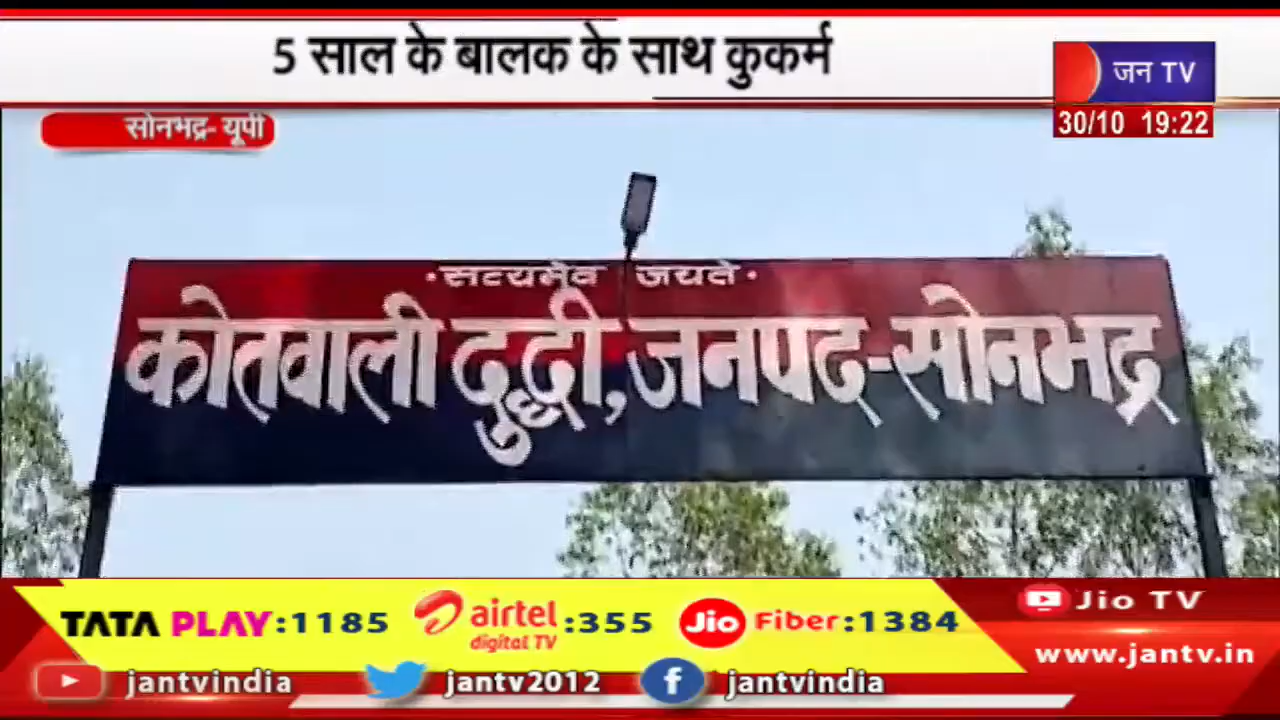 5 साल के बालक के साथ कुकर्म
जन TV
30/10 19:22
सोनभद्र- यूपी
•सत्यमेव जयते•
कोतवाली दुद्धी,जनपद-सोनभद्र
TATA PLAY:1185
airtel digital TV:355
Jio Fiber:1384
Jio TV
www.jantv.in
jantvindia
jantv2012
jantvindia